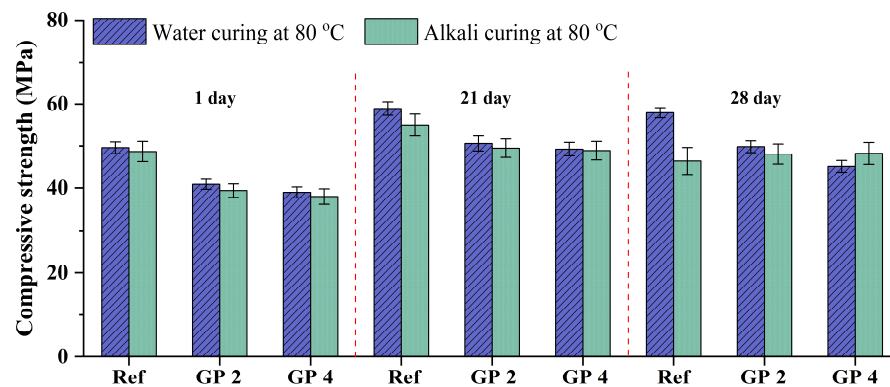 Compressive strength (MPa)
80
60
40
20
0
Water curing at 80 °C
Alkali curing at 80 °C
1 day
21 day
28 day
Ref
GP 2
GP 4
Ref
GP 2
GP 4
Ref
GP 2
GP 4